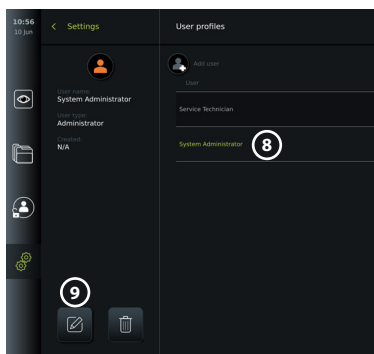 10:56
10 Jun
< Settings
User name:
System Administrator
User type:
Administrator
Created:
N/A
9
User profiles
Add user
User
Service Technician
System Administrator
8